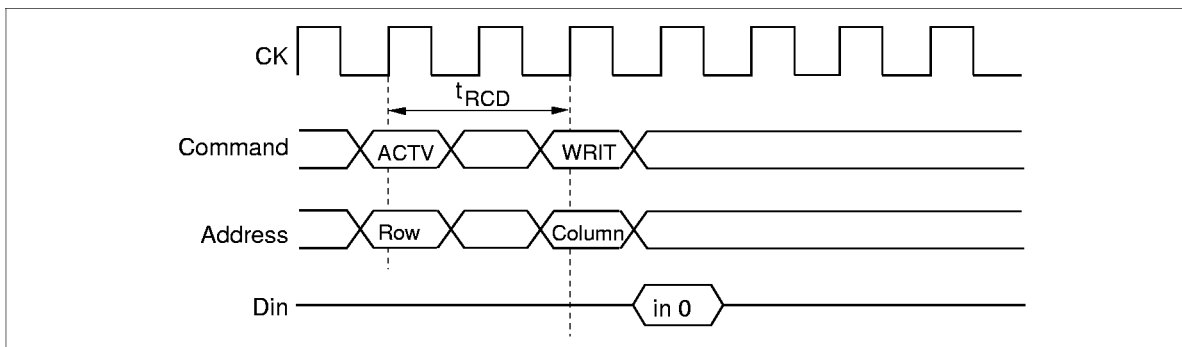 CK
tRCD
Command ACTV WRIT
Address Row Column
Din in 0